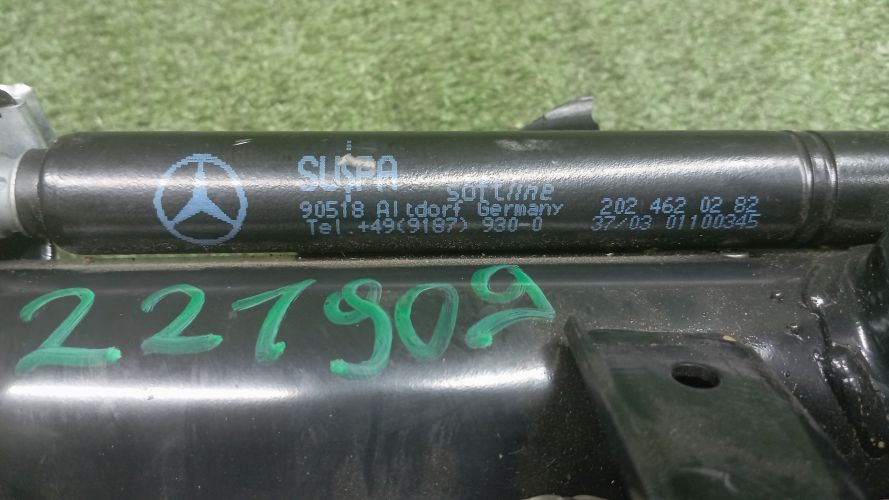 SUSPA
softline
90518 Altdorf, Germany
Tel.+49(9187) 930-0
202 462 02 82
37/03 01100345
221909